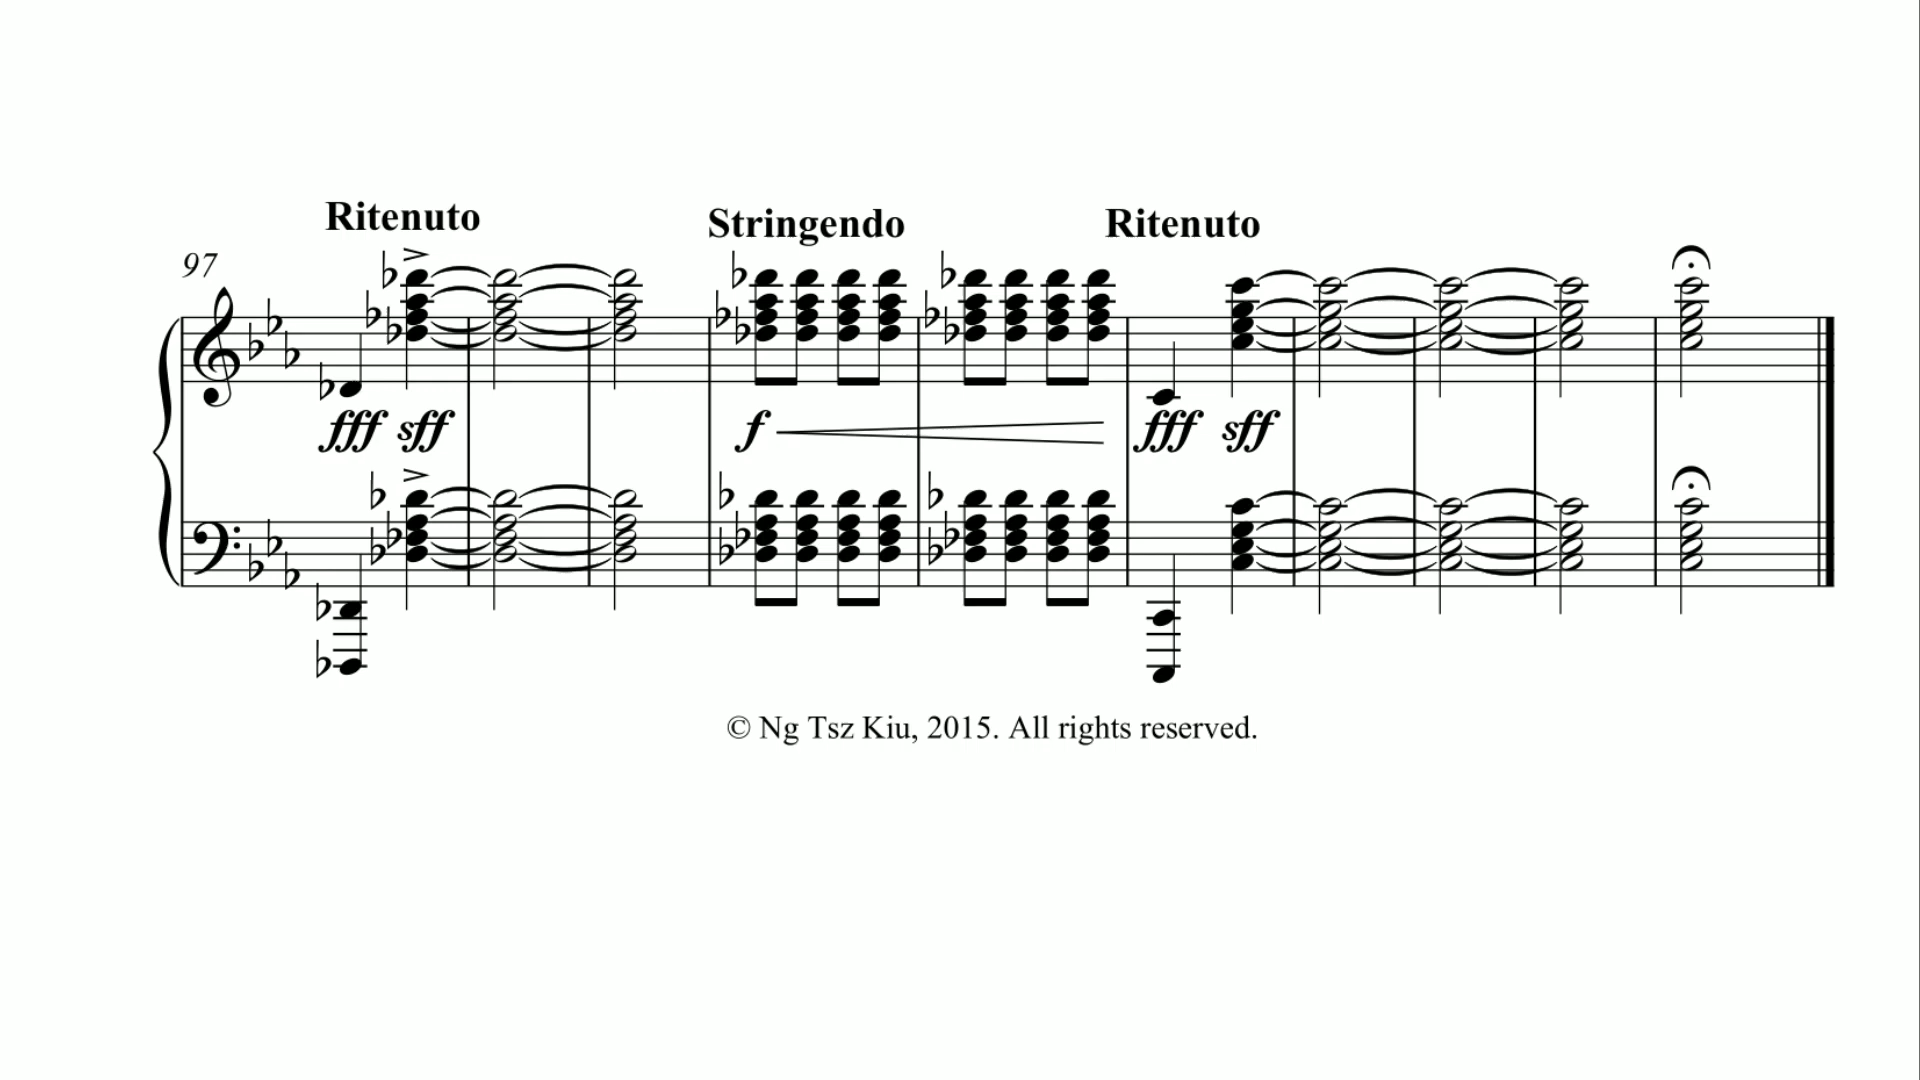 Ritenuto Stringendo Ritenuto
97
fff sff f fff sff
© Ng Tsz Kiu, 2015. All rights reserved.